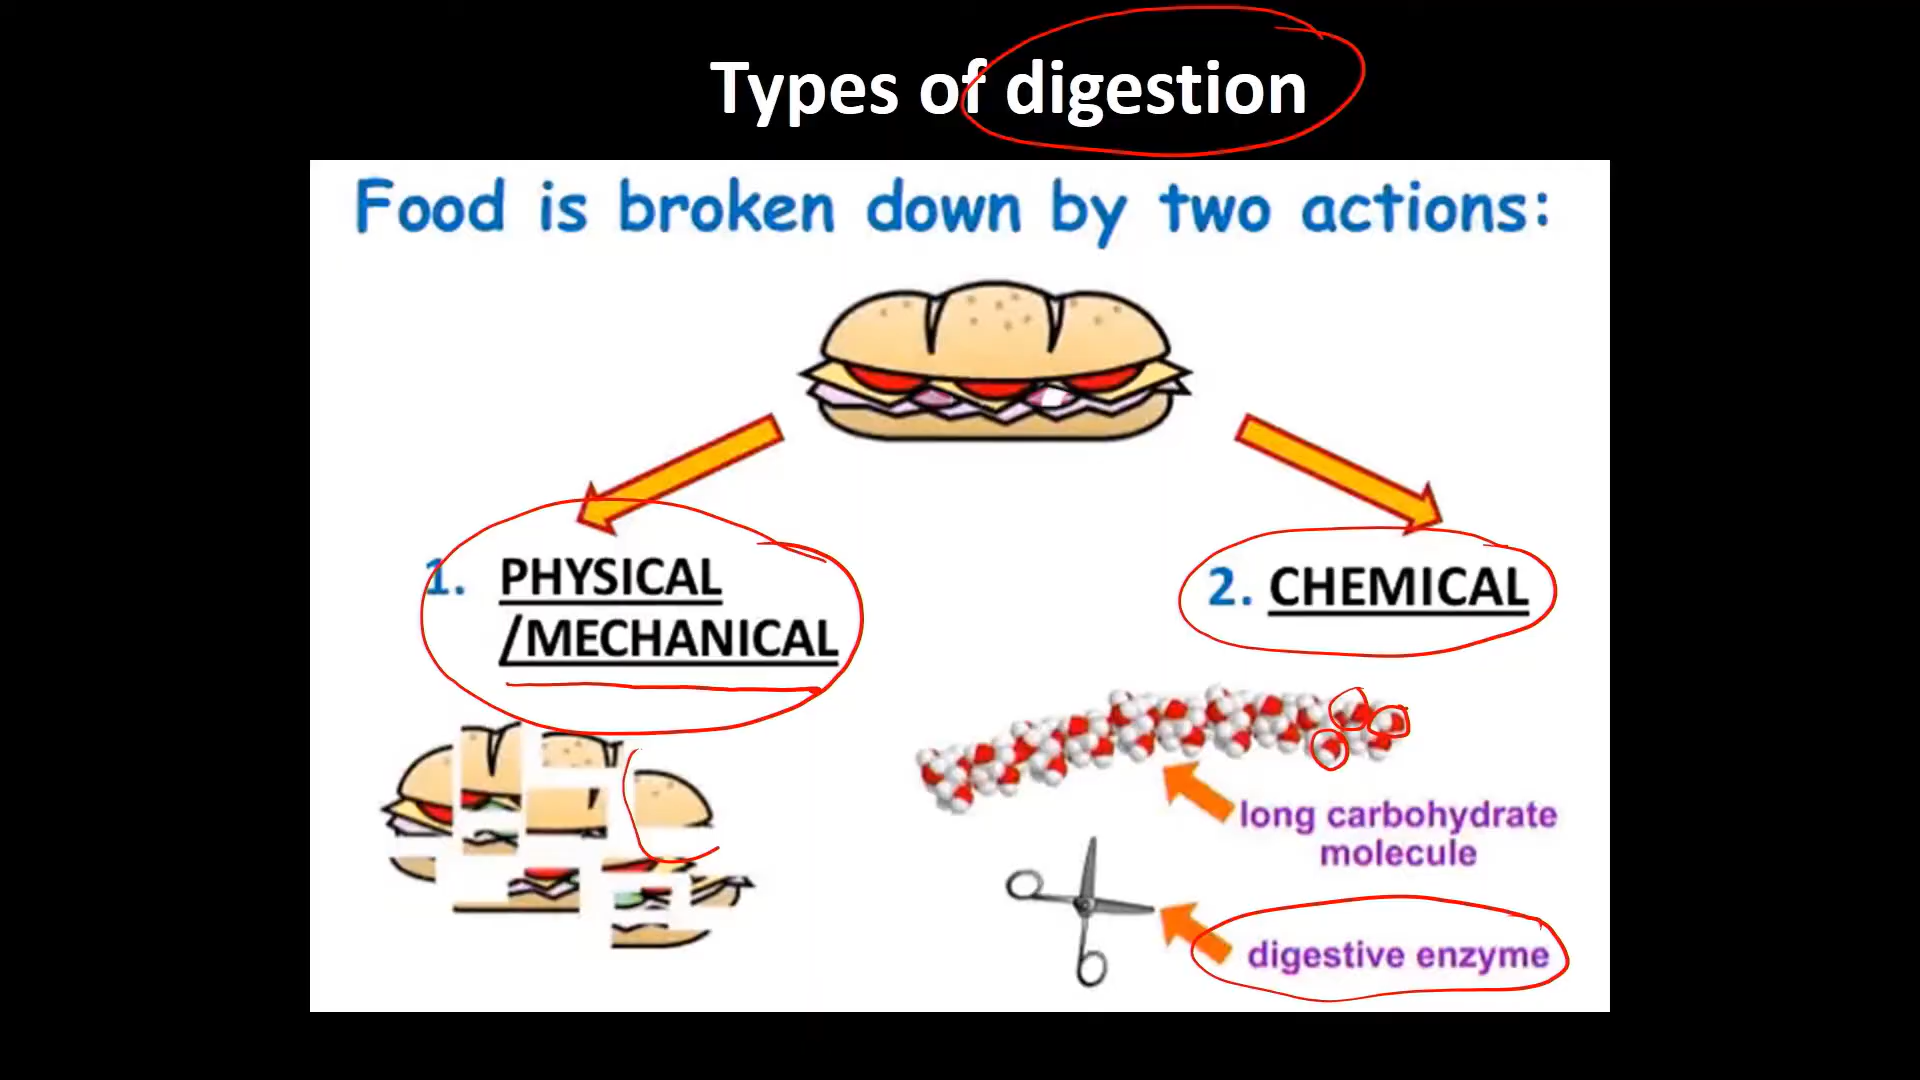 Types of digestion
Food is broken down by two actions:
1. PHYSICAL
/MECHANICAL
2. CHEMICAL
long carbohydrate
molecule
digestive enzyme